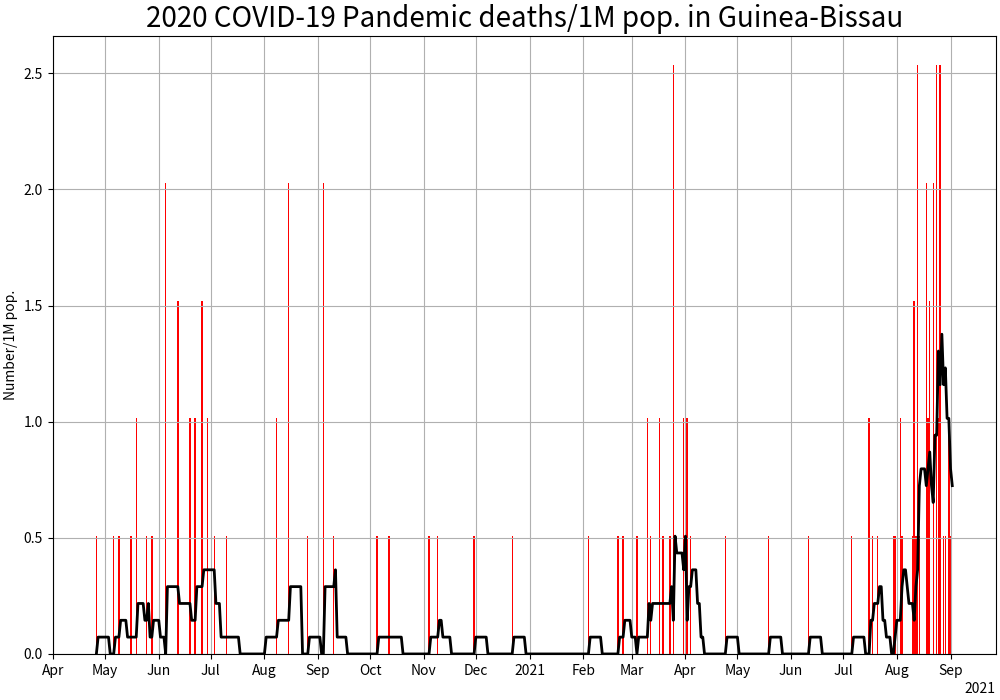 2020 COVID-19 Pandemic deaths/1M pop. in Guinea-Bissau
Number/1M pop.
2.5
2.0
1.5
1.0
0.5
0.0
Apr May Jun Jul Aug Sep Oct Nov Dec 2021 Feb Mar Apr May Jun Jul Aug Sep
2021